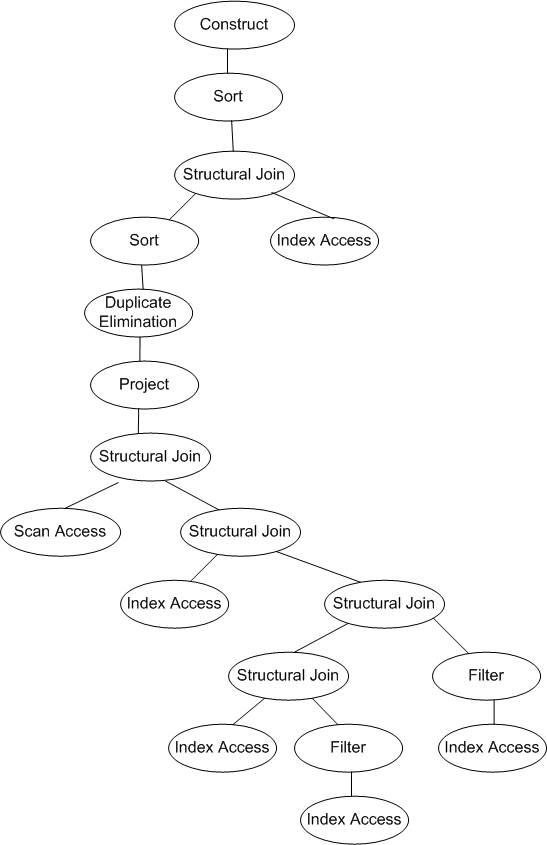 Construct
Sort
Structural Join
Sort
Index Access
Duplicate
Elimination
Project
Structural Join
Scan Access
Structural Join
Index Access
Structural Join
Structural Join
Filter
Index Access
Filter
Index Access
Index Access